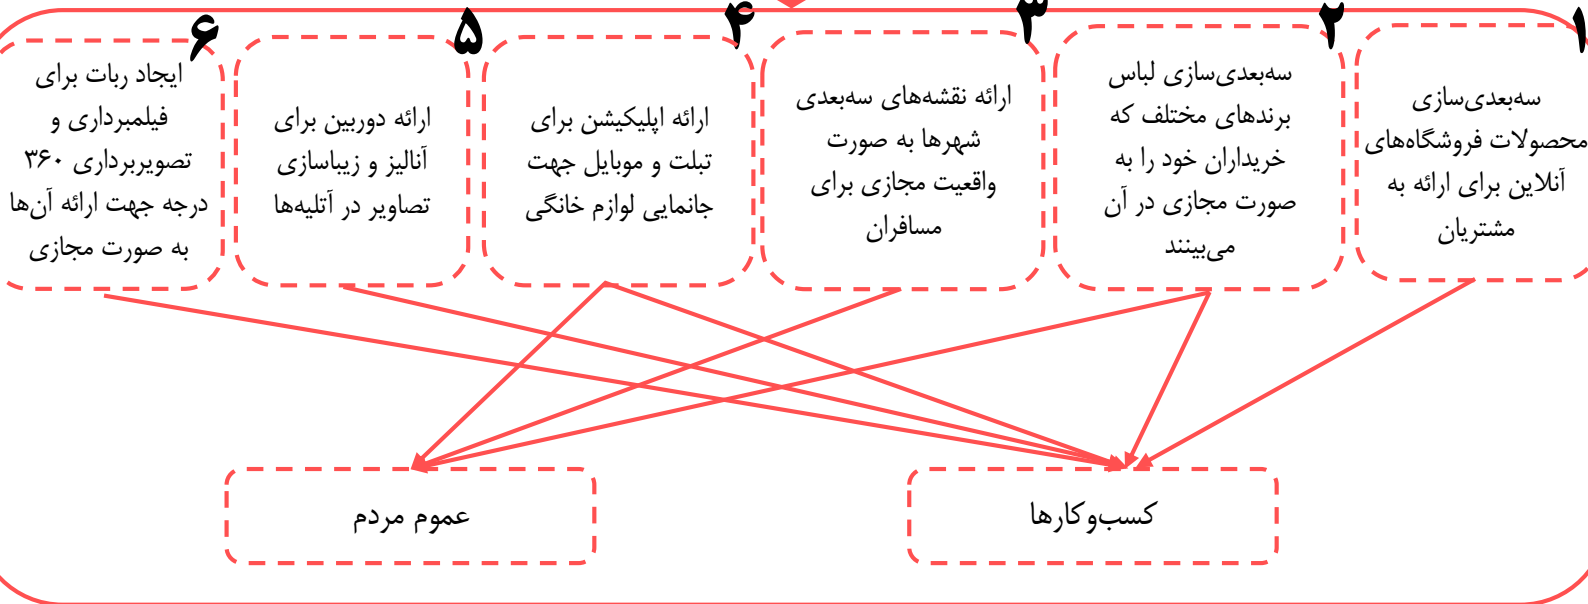 ۱
سه‌بعدی‌سازی
محصولات فروشگاه‌های
آنلاین برای ارائه به
مشتریان
۲
سه‌بعدی‌سازی لباس
برندهای مختلف که
خریداران خود را به
صورت مجازی در آن
می‌بینند
۳
ارائه نقشه‌های سه‌بعدی
شهرها به صورت
واقعیت مجازی برای
مسافران
۴
ارائه اپلیکیشن برای
تبلت و موبایل جهت
جانمایی لوازم خانگی
۵
ارائه دوربین برای
آنالیز و زیباسازی
تصاویر در آتلیه‌ها
۶
ایجاد ربات برای
فیلمبرداری و
تصویربرداری ۳۶۰
درجه جهت ارائه آن‌ها
به صورت مجازی
کسب‌وکارها
عموم مردم